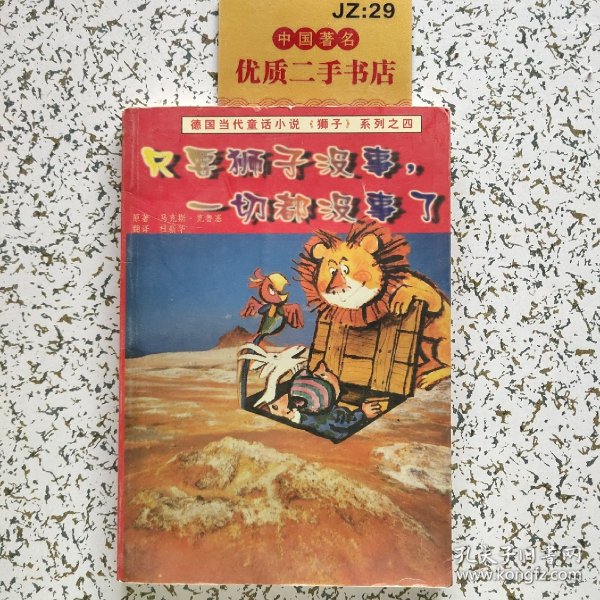 JZ:29
中国著名
优质二手书店
德国当代童话小说《狮子》系列之四
只要狮子没事，
一切都没事了
原著 马克斯·克鲁塞
翻译 杜新华
孔夫子旧书网
www.kongfz.com